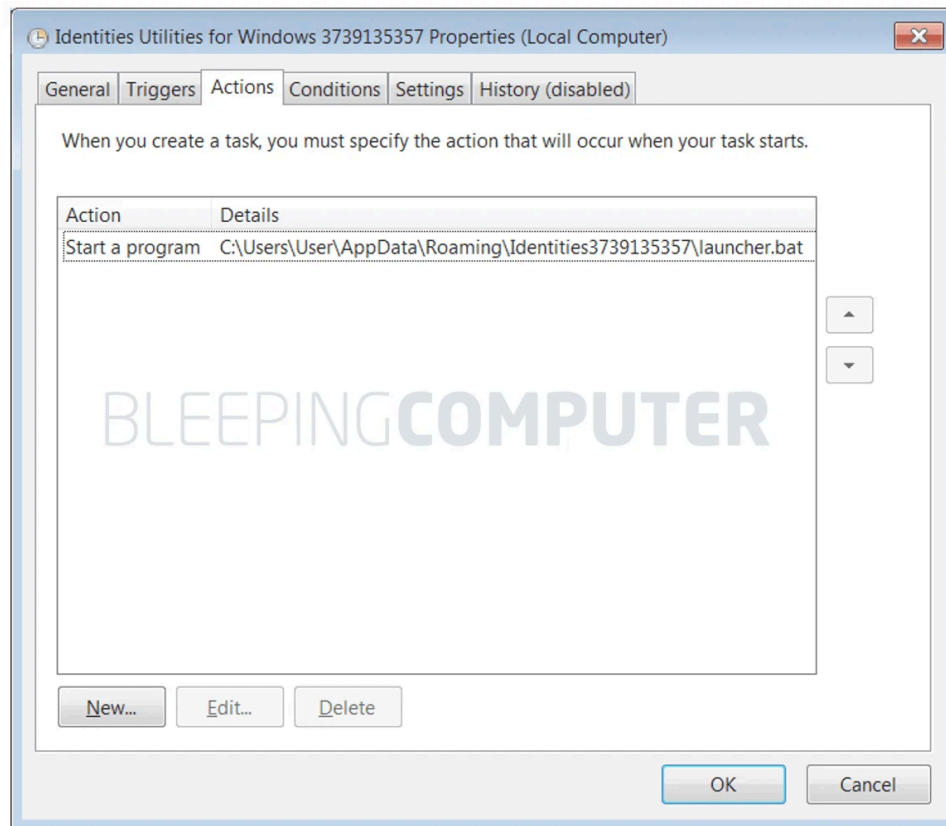 Identities Utilities for Windows 3739135357 Properties (Local Computer)
General Triggers Actions Conditions Settings History (disabled)
When you create a task, you must specify the action that will occur when your task starts.
Action Details
Start a program C:\Users\User\AppData\Roaming\Identities3739135357\launcher.bat
BLEEPINGCOMPUTER
New... Edit... Delete
OK Cancel